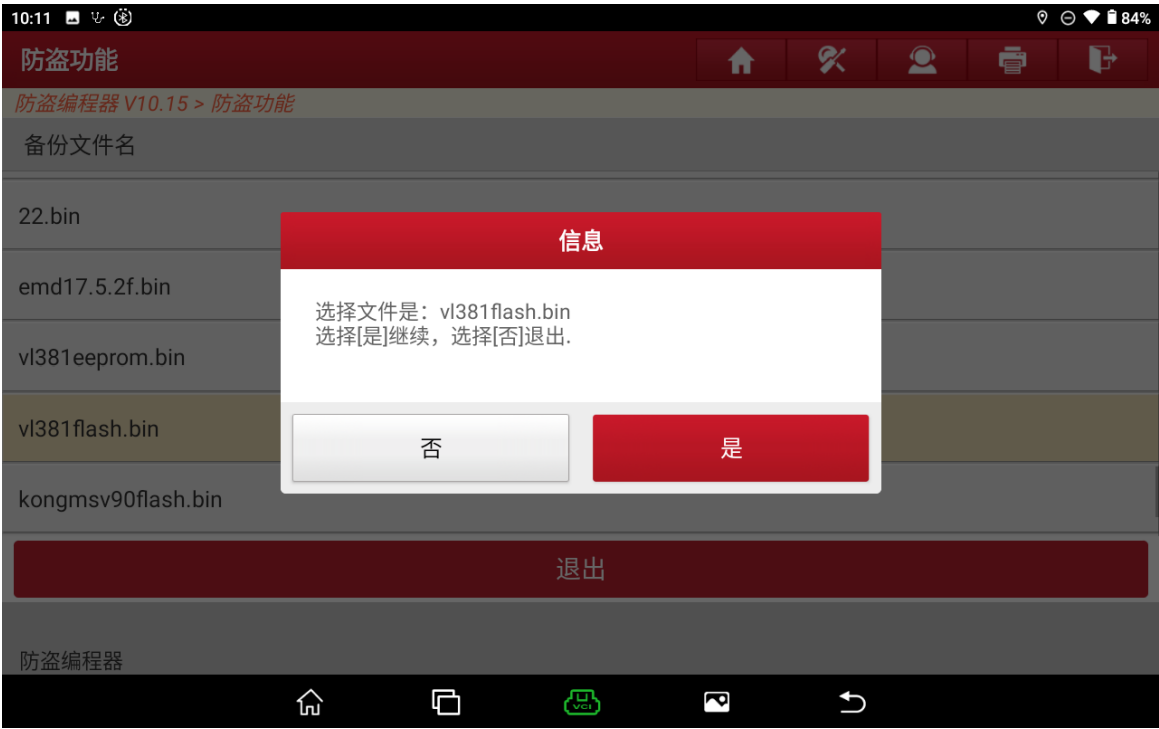 10:11
84%
防盗功能
防盗编程器 V10.15 > 防盗功能
备份文件名
22.bin
信息
emd17.5.2f.bin
选择文件是：vl381flash.bin
选择[是]继续，选择[否]退出.
vl381eeprom.bin
vl381flash.bin
否
是
kongmsv90flash.bin
退出
防盗编程器
VCI